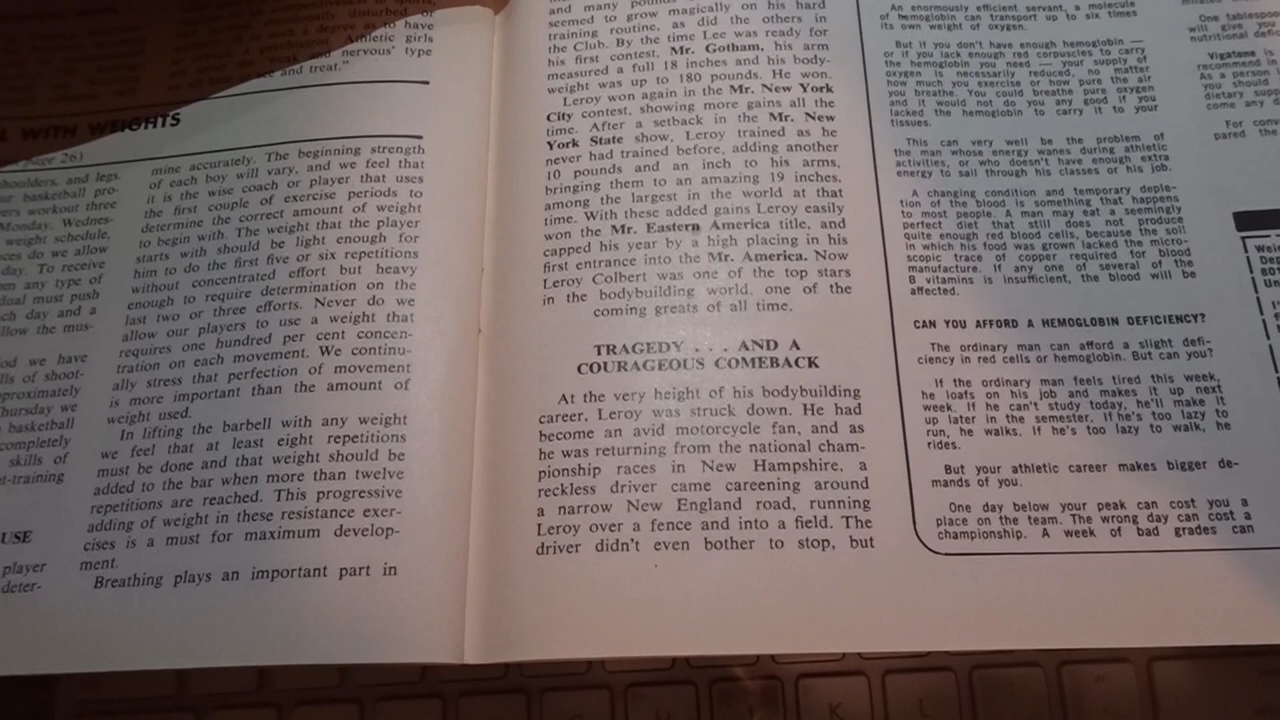 onally disturbed, or
such a degree as to have
Athletic girls
nervous' type
and treat."
WITH WEIGHTS
page 26)
shoulders, and legs.
basketball pro-
workout three
Monday. Wednes-
weight schedule,
do we allow
day. To receive
any type of
must push
day and a
the mus-
we have
of shoot-
Thursday we
basketball
completely
skills of
USE
player
deter-
mine accurately. The beginning strength
of each boy will vary, and we feel that
it is the wise coach or player that uses
the first couple of exercise periods to
determine the correct amount of weight
to begin with. The weight that the player
starts with should be light enough for
him to do the first five or six repetitions
without concentrated effort but heavy
enough to require determination on the
last two or three efforts. Never do we
allow our players to use a weight that
requires one hundred per cent concen-
tration on each movement. We continu-
ally stress that perfection of movement
is more important than the amount of
weight used.
In lifting the barbell with any weight
we feel that at least eight repetitions
must be done and that weight should be
added to the bar when more than twelve
repetitions are reached. This progressive
adding of weight in these resistance exer-
cises is a must for maximum develop-
ment.
Breathing plays an important part in
and many pounds
seemed to grow magically on his hard
training routine, as did the others in
the Club. By the time Lee was ready for
his first contest, Mr. Gotham, his arm
measured a full 18 inches and his body-
weight was up to 180 pounds. He won.
Leroy won again in the Mr. New York
City contest, showing more gains all the
time. After a setback in the Mr. New
York State show, Leroy trained as he
never had trained before, adding another
10 pounds and an inch to his arms,
bringing them to an amazing 19 inches,
among the largest in the world at that
time. With these added gains Leroy easily
won the Mr. Eastern America title, and
capped his year by a high placing in his
first entrance into the Mr. America. Now
Leroy Colbert was one of the top stars
in the bodybuilding world, one of the
coming greats of all time.
TRAGEDY . . . AND A
COURAGEOUS COMEBACK
At the very height of his bodybuilding
career, Leroy was struck down. He had
become an avid motorcycle fan, and as
he was returning from the national cham-
pionship races in New Hampshire, a
reckless driver came careening around
a narrow New England road, running
Leroy over a fence and into a field. The
driver didn't even bother to stop, but
An enormously efficient servant, a molecule
of hemoglobin can transport up to six times
its own weight of oxygen.
But if you don't have enough hemoglobin —
or if you lack enough red corpuscles to carry
the hemoglobin you need — your supply of
oxygen is necessarily reduced, no matter
how much you exercise or how pure the air
you breathe. You could breathe pure oxygen
and it would not do you any good if you
lacked the hemoglobin to carry it to your
tissues.
This can very well be the problem of
the man whose energy wanes during athletic
activities, or who doesn't have enough extra
energy to sail through his classes or his job.
A changing condition and temporary deple-
tion of the blood is something that happens
to most people. A man may eat a seemingly
perfect diet that still does not produce
quite enough red blood cells, because the soil
in which his food was grown lacked the micro-
scopic trace of copper required for blood
manufacture. If any one of several of the
B vitamins is insufficient, the blood will be
affected.
CAN YOU AFFORD A HEMOGLOBIN DEFICIENCY?
The ordinary man can afford a slight defi-
ciency in red cells or hemoglobin. But can you?
If the ordinary man feels tired this week,
he loafs on his job and makes it up next
week. If he can't study today, he'll make it
up later in the semester. If he's too lazy to
run, he walks. If he's too lazy to walk, he
rides.
But your athletic career makes bigger de-
mands of you.
One day below your peak can cost you a
place on the team. The wrong day can cost a
championship. A week of bad grades can
One
will give
nutritional
Vigatone is
recommend in
As a person
you should
dietary
come any
For
pared the